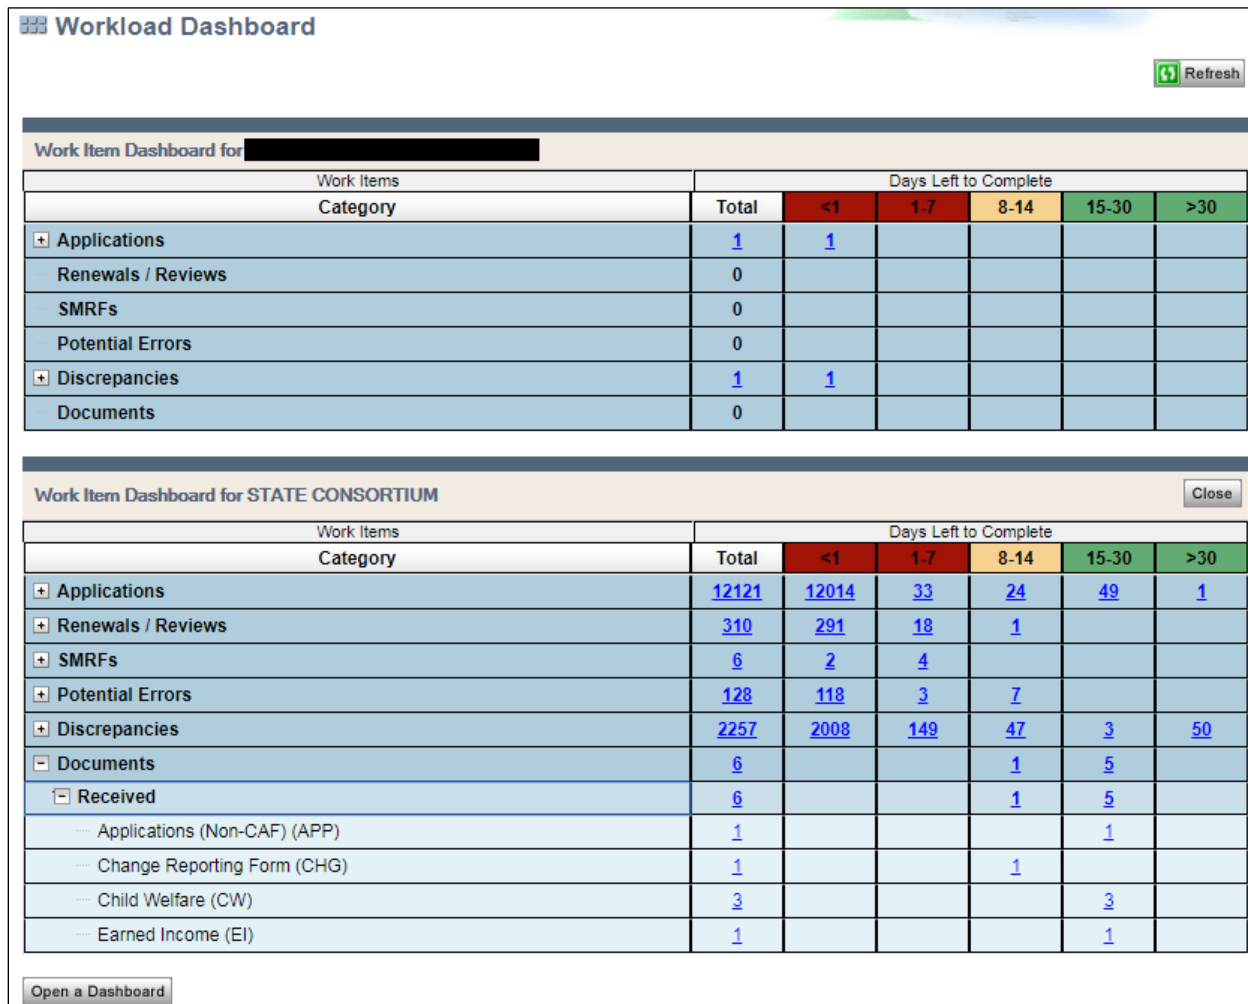 Workload Dashboard
Refresh
Work Item Dashboard for
Work Items Days Left to Complete
Category Total <1 1-7 8-14 15-30 >30
+ Applications 1 1
Renewals / Reviews 0
SMRFs 0
Potential Errors 0
+ Discrepancies 1 1
Documents 0
Work Item Dashboard for STATE CONSORTIUM Close
Work Items Days Left to Complete
Category Total <1 1-7 8-14 15-30 >30
+ Applications 12121 12014 33 24 49 1
+ Renewals / Reviews 310 291 18 1
+ SMRFs 6 2 4
+ Potential Errors 128 118 3 7
+ Discrepancies 2257 2008 149 47 3 50
- Documents 6 1 5
- Received 6 1 5
Applications (Non-CAF) (APP) 1 1
Change Reporting Form (CHG) 1 1
Child Welfare (CW) 3 3
Earned Income (EI) 1 1
Open a Dashboard